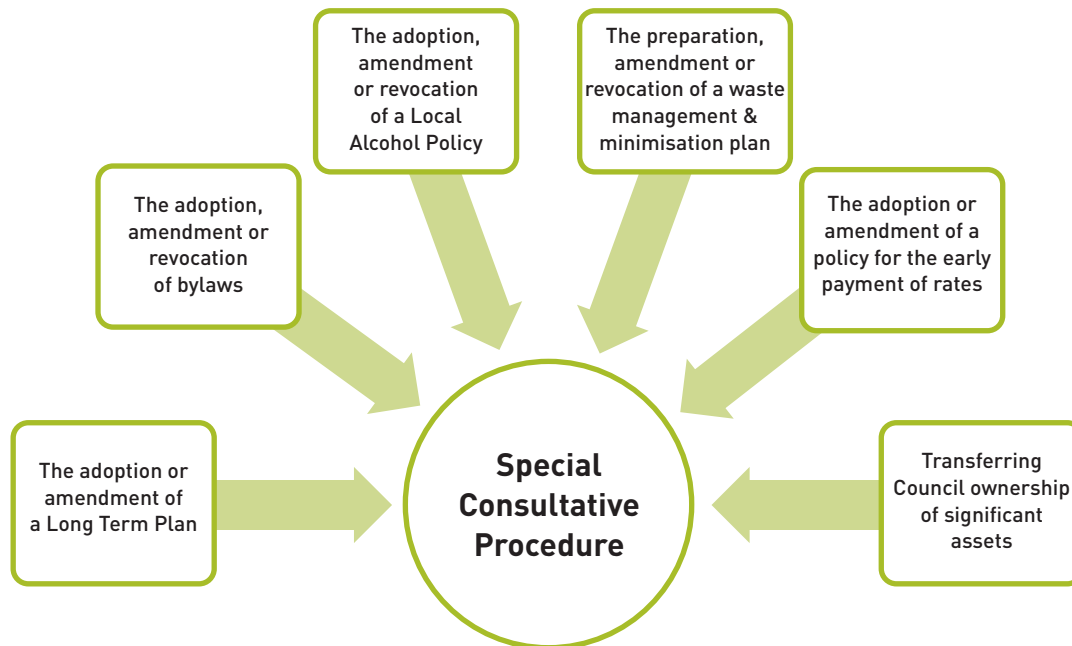 The adoption,
amendment
or revocation
of a Local
Alcohol Policy
The preparation,
amendment or
revocation of a waste
management &
minimisation plan
The adoption,
amendment or
revocation
of bylaws
The adoption or
amendment of a
policy for the early
payment of rates
The adoption or
amendment of
a Long Term Plan
Special
Consultative
Procedure
Transferring
Council ownership
of significant
assets